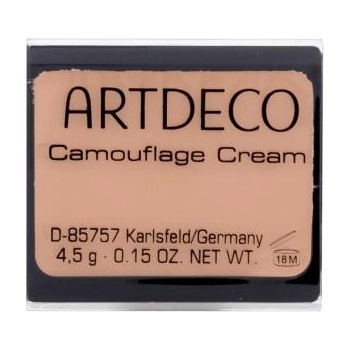 ARTDECO
Camouflage Cream
D-85757 Karlsfeld/Germany
4,5 g · 0.15 OZ. NET WT.
18M